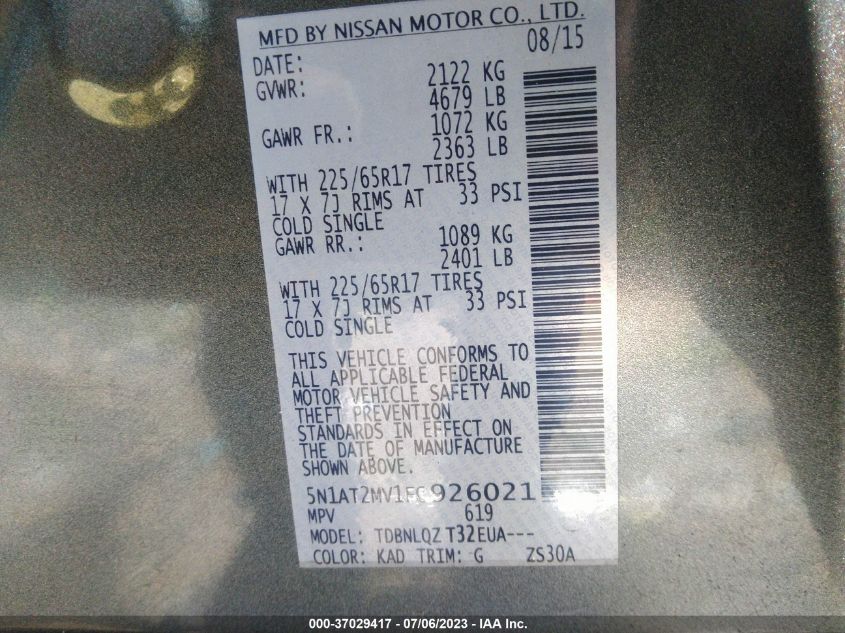 MFD BY NISSAN MOTOR CO., LTD.
DATE: 08/15
GVWR: 2122 KG
4679 LB
GAWR FR.: 1072 KG
2363 LB
WITH 225/65R17 TIRES
17 X 7J RIMS AT 33 PSI
COLD SINGLE
GAWR RR.: 1089 KG
2401 LB
WITH 225/65R17 TIRES
17 X 7J RIMS AT 33 PSI
COLD SINGLE
THIS VEHICLE CONFORMS TO
ALL APPLICABLE FEDERAL
MOTOR VEHICLE SAFETY AND
THEFT PREVENTION
STANDARDS IN EFFECT ON
THE DATE OF MANUFACTURE
SHOWN ABOVE.
5N1AT2MV1FC926021
MPV 619
MODEL: TDBNLQZ T32EUA---
COLOR: KAD TRIM: G ZS30A
000-37029417 - 07/06/2023 - IAA Inc.